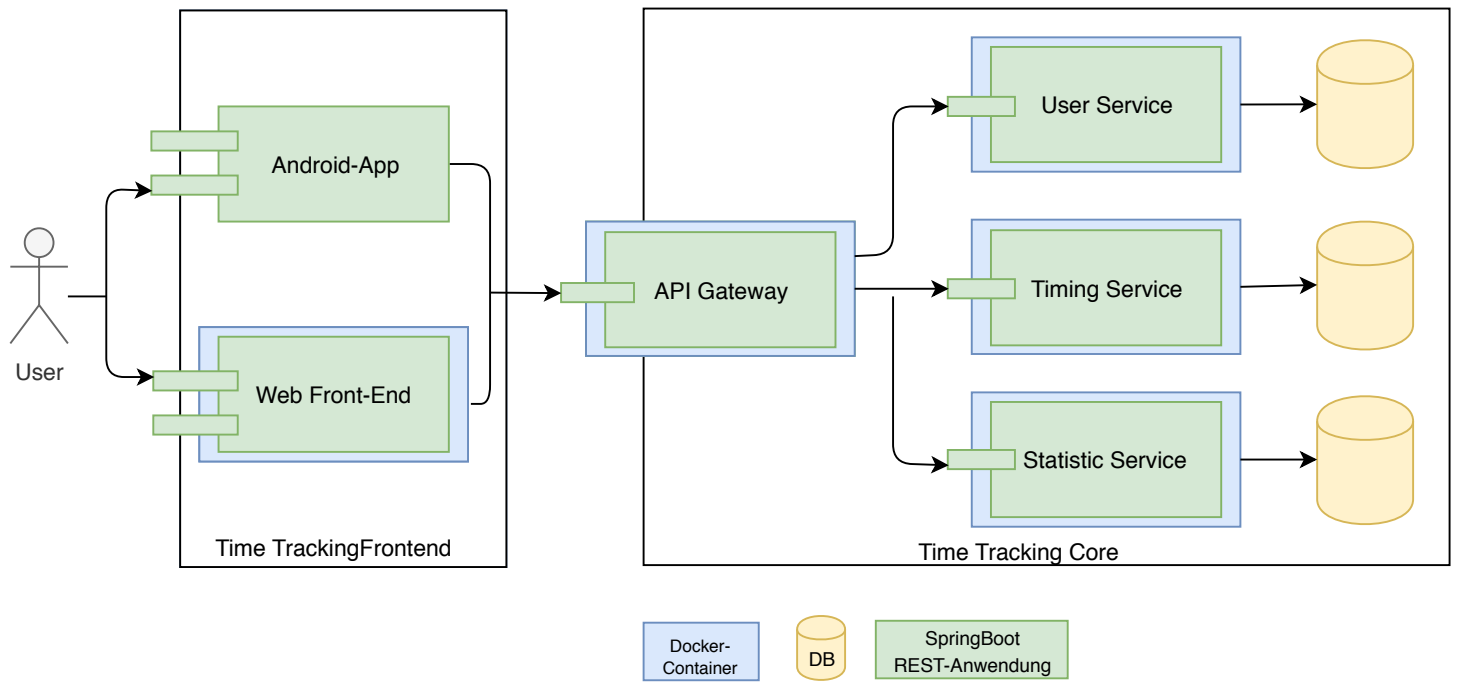 User
Android-App
Web Front-End
Time TrackingFrontend
API Gateway
User Service
Timing Service
Statistic Service
Time Tracking Core
Docker-
Container
DB
SpringBoot
REST-Anwendung